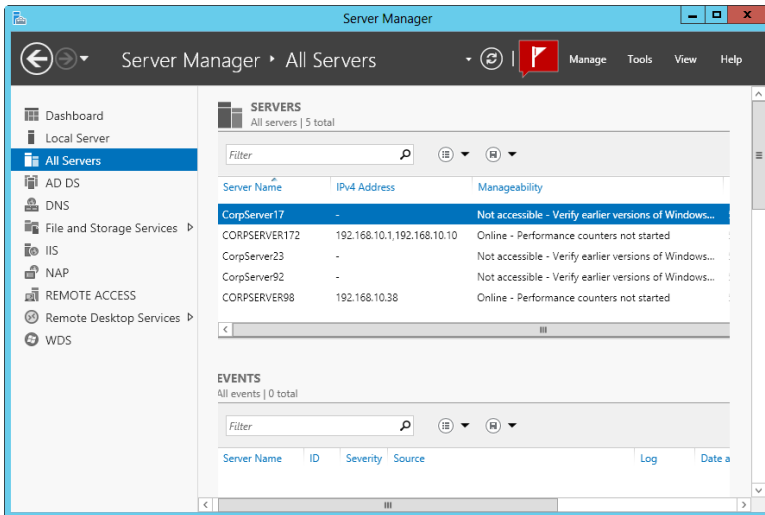 Server Manager
Server Manager ‣ All Servers
Manage Tools View Help
Dashboard
Local Server
All Servers
AD DS
DNS
File and Storage Services
IIS
NAP
REMOTE ACCESS
Remote Desktop Services
WDS
SERVERS
All servers | 5 total
Filter
Server Name IPv4 Address Manageability
CorpServer17 - Not accessible - Verify earlier versions of Windows...
CORPSERVER172 192.168.10.1,192.168.10.10 Online - Performance counters not started
CorpServer23 - Not accessible - Verify earlier versions of Windows...
CorpServer92 - Not accessible - Verify earlier versions of Windows...
CORPSERVER98 192.168.10.38 Online - Performance counters not started
EVENTS
All events | 0 total
Filter
Server Name ID Severity Source Log Date a